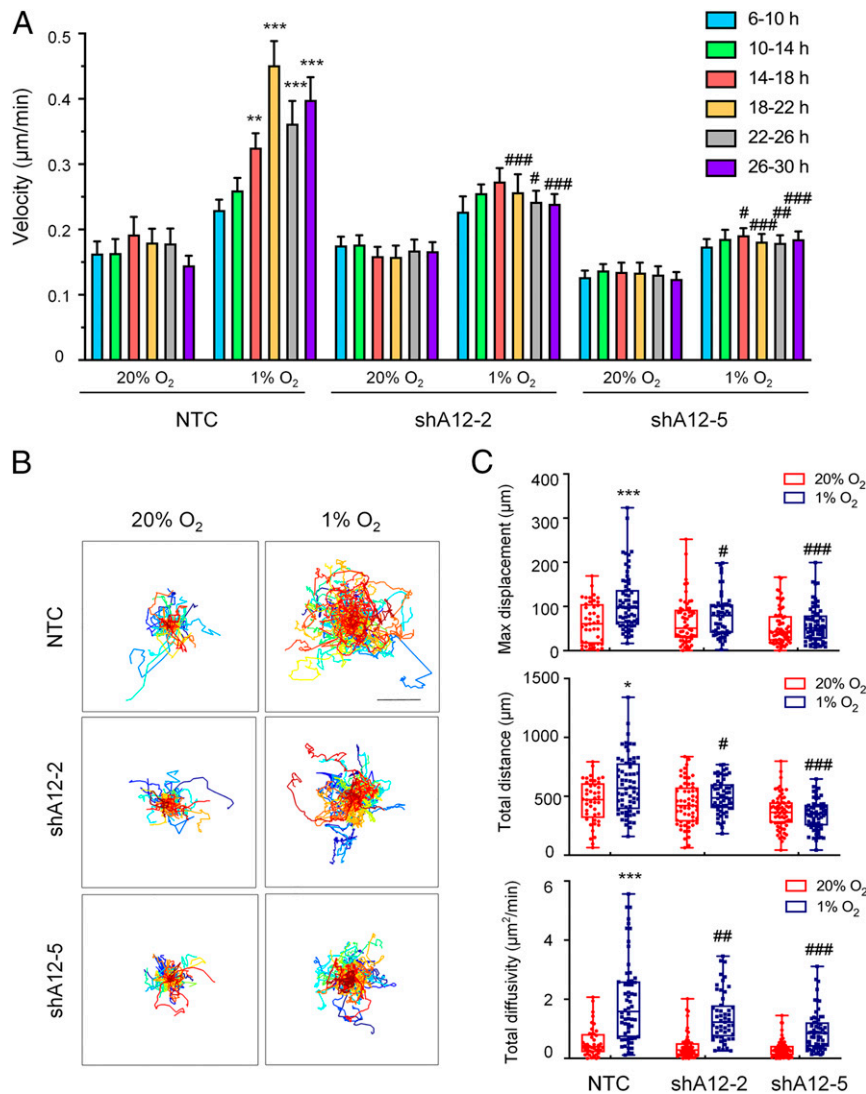 A
Velocity (μm/min)
0.5
0.4
0.3
0.2
0.1
0
** *** *** ***
### # ###
# ### ## ###
6-10 h
10-14 h
14-18 h
18-22 h
22-26 h
26-30 h
20% O₂ 1% O₂ 20% O₂ 1% O₂ 20% O₂ 1% O₂
NTC shA12-2 shA12-5
B
20% O₂ 1% O₂
NTC
shA12-2
shA12-5
C
Max displacement (μm)
400
300
200
100
0
*** # ###
20% O₂
1% O₂
Total distance (μm)
1500
1000
500
0
* # ###
20% O₂
1% O₂
Total diffusivity (μm²/min)
6
4
2
0
*** ## ###
20% O₂
1% O₂
NTC shA12-2 shA12-5